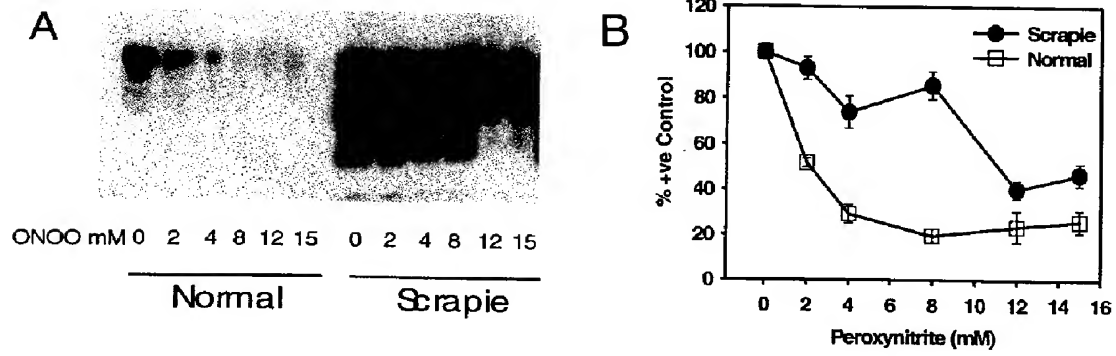 A
ONOO mM 0 2 4 8 12 15 0 2 4 8 12 15
Normal Scrapie
B
% +ve Control
120
100
80
60
40
20
0
Scrapie
Normal
0 2 4 6 8 10 12 14 16
Peroxynitrite (mM)